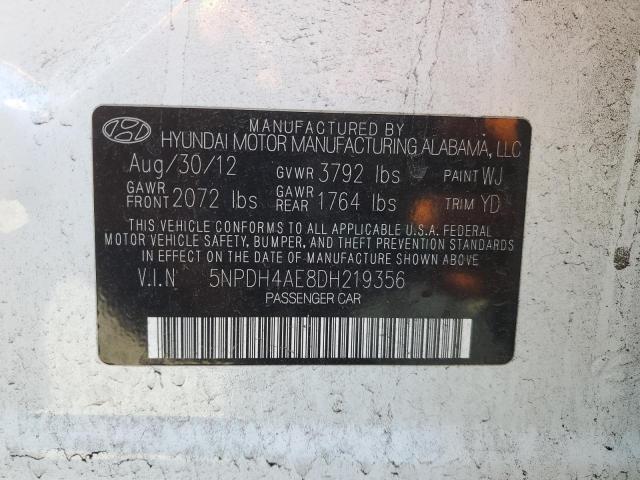 MANUFACTURED BY
HYUNDAI MOTOR MANUFACTURING ALABAMA, LLC
Aug/30/12 GVWR 3792 lbs PAINT WJ
GAWR FRONT 2072 lbs GAWR REAR 1764 lbs TRIM YD
THIS VEHICLE CONFORMS TO ALL APPLICABLE U.S.A. FEDERAL
MOTOR VEHICLE SAFETY, BUMPER, AND THEFT PREVENTION STANDARDS
IN EFFECT ON THE DATE OF MANUFACTURE SHOWN ABOVE.
V.I.N 5NPDH4AE8DH219356
PASSENGER CAR